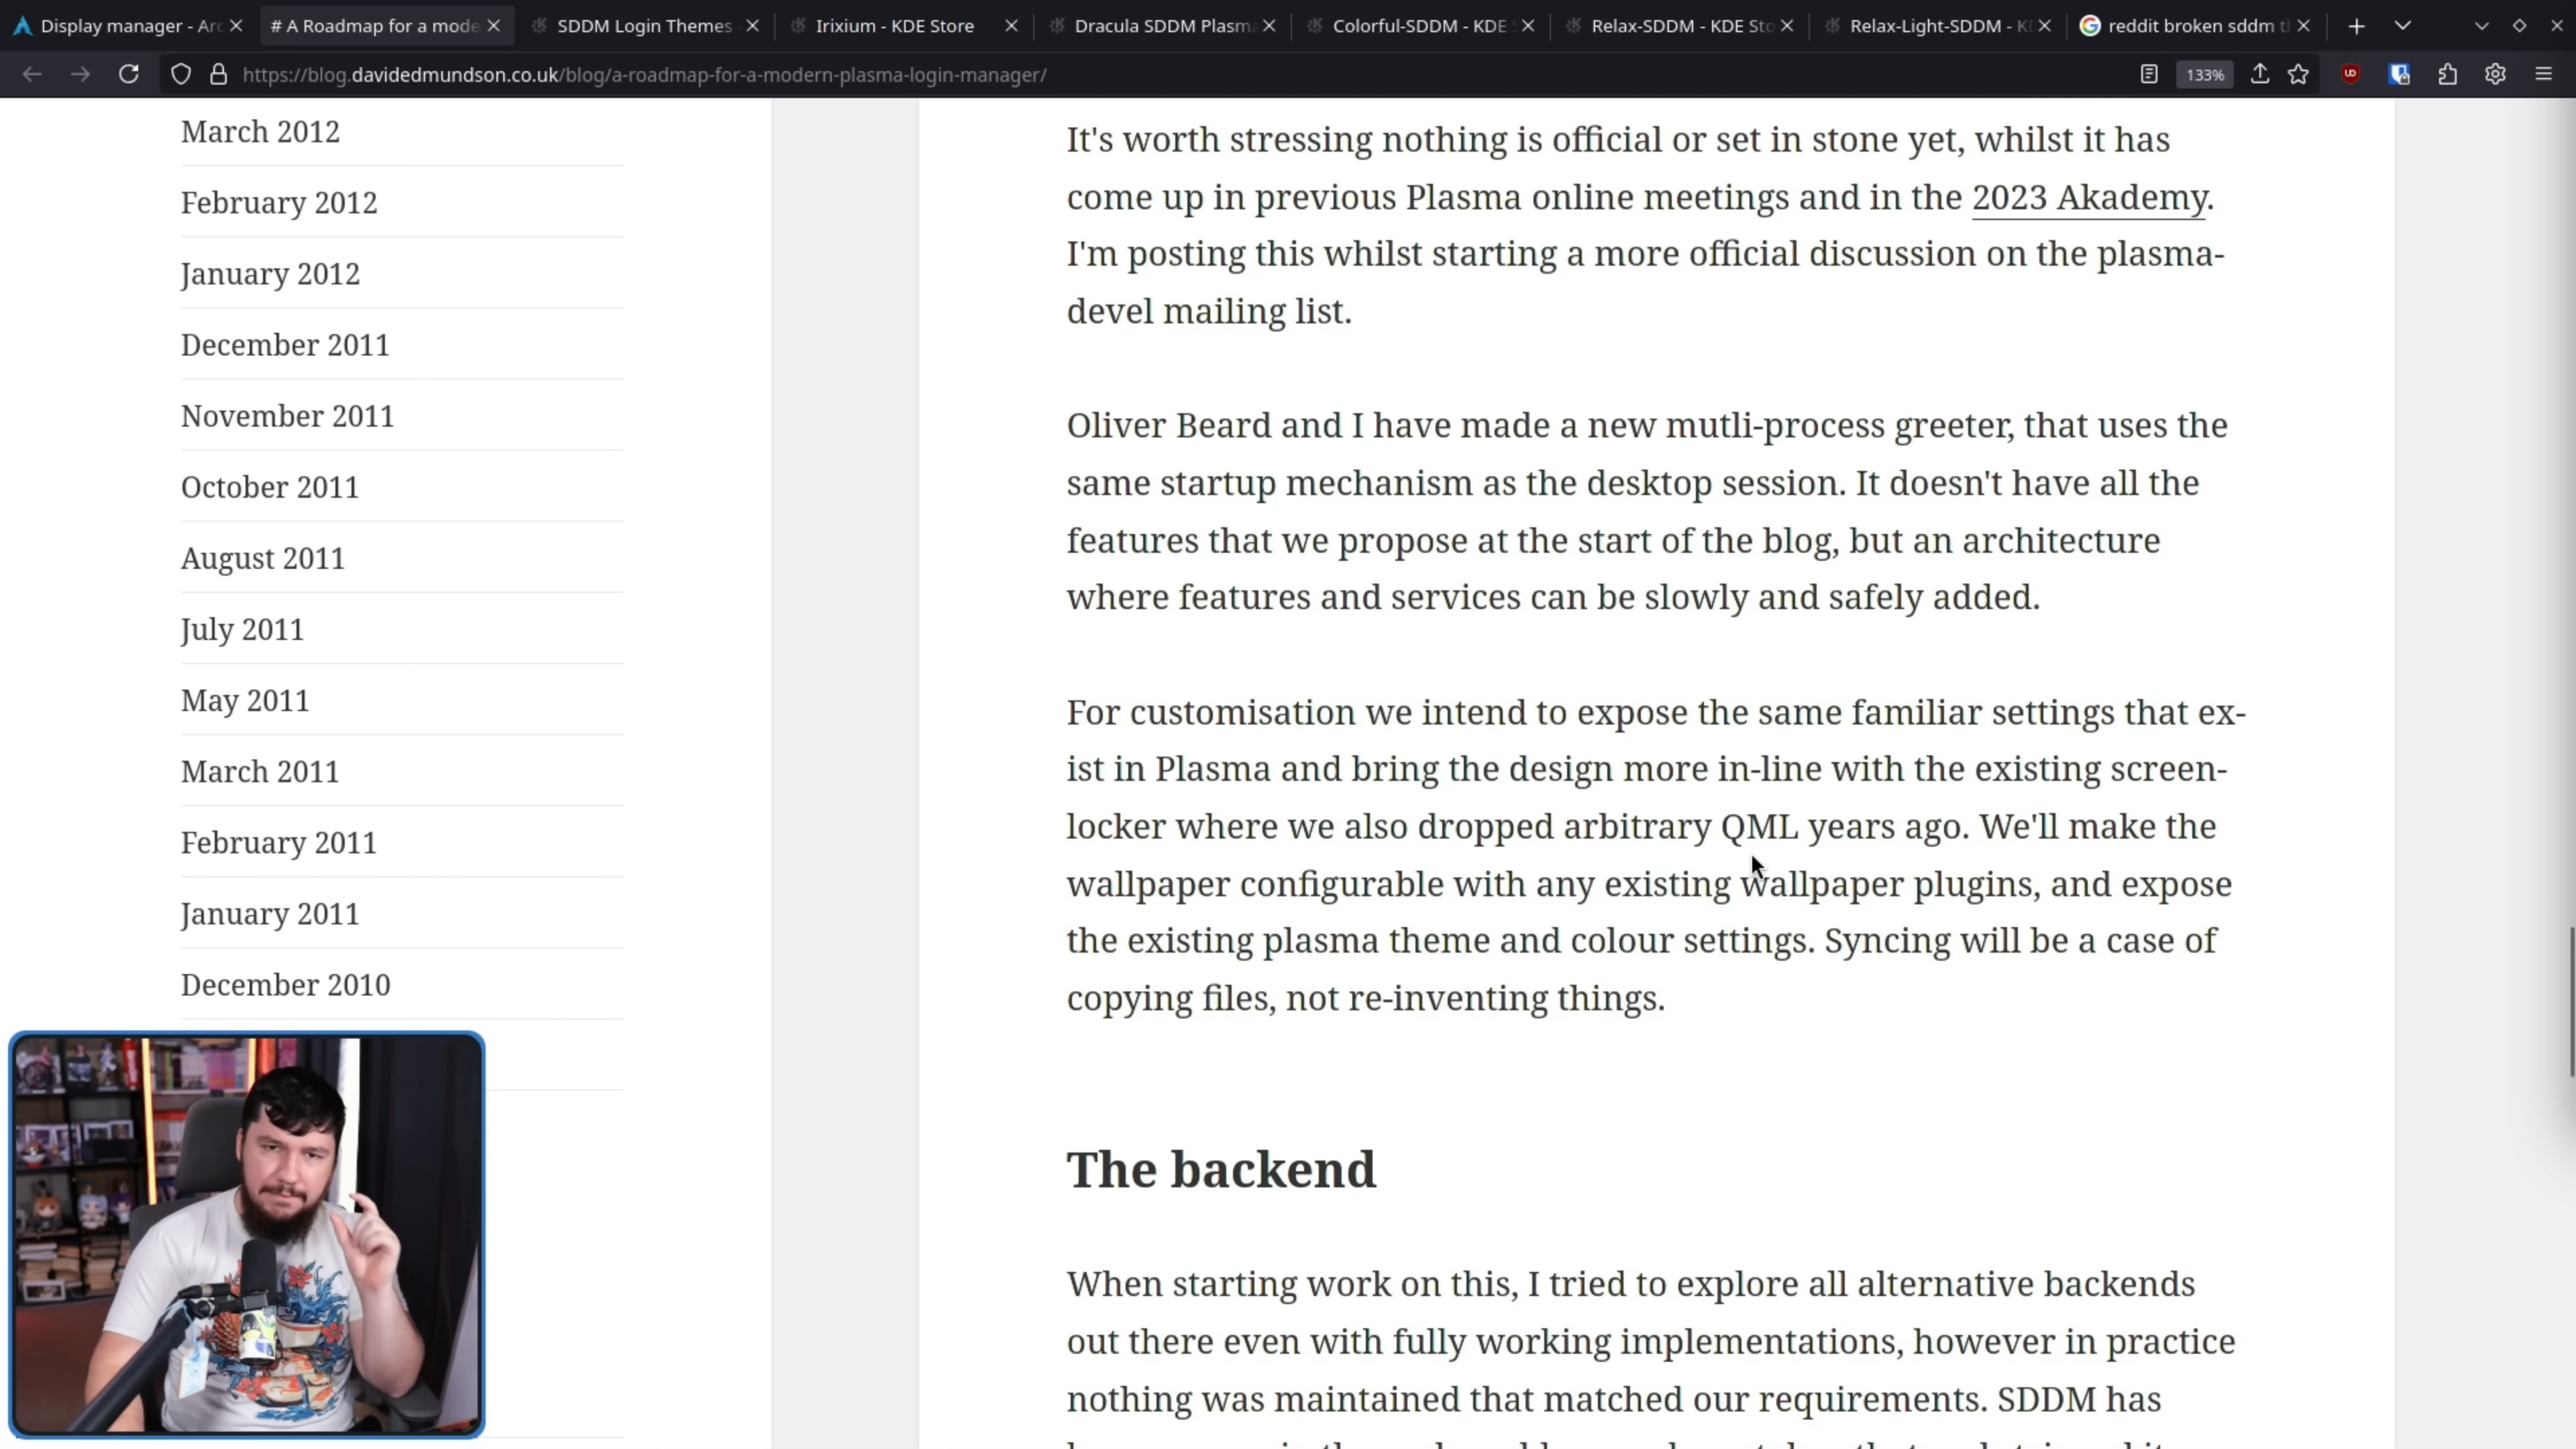 Display manager - Arc
# A Roadmap for a mode
SDDM Login Themes -
Irixium - KDE Store
Dracula SDDM Plasma
Colorful-SDDM - KDE S
Relax-SDDM - KDE Sto
Relax-Light-SDDM - K
reddit broken sddm th
https://blog.davidedmundson.co.uk/blog/a-roadmap-for-a-modern-plasma-login-manager/
133%
March 2012
February 2012
January 2012
December 2011
November 2011
October 2011
August 2011
July 2011
May 2011
March 2011
February 2011
January 2011
December 2010
It's worth stressing nothing is official or set in stone yet, whilst it has
come up in previous Plasma online meetings and in the 2023 Akademy.
I'm posting this whilst starting a more official discussion on the plasma-
devel mailing list.
Oliver Beard and I have made a new mutli-process greeter, that uses the
same startup mechanism as the desktop session. It doesn't have all the
features that we propose at the start of the blog, but an architecture
where features and services can be slowly and safely added.
For customisation we intend to expose the same familiar settings that ex-
ist in Plasma and bring the design more in-line with the existing screen-
locker where we also dropped arbitrary QML years ago. We'll make the
wallpaper configurable with any existing wallpaper plugins, and expose
the existing plasma theme and colour settings. Syncing will be a case of
copying files, not re-inventing things.
The backend
When starting work on this, I tried to explore all alternative backends
out there even with fully working implementations, however in practice
nothing was maintained that matched our requirements. SDDM has